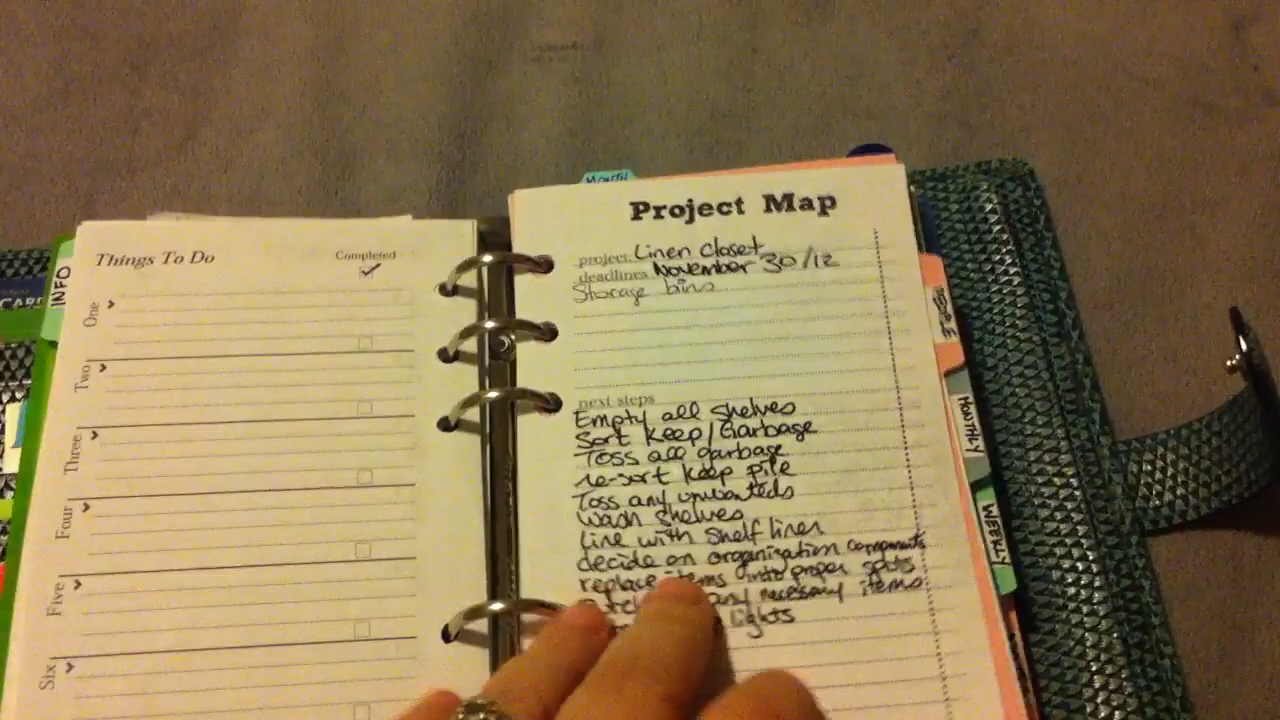 MONTH
Project Map
project: Linen Closet
deadlines November 30/12
Storage bins
next steps
Empty all shelves
Sort Keep/Garbage
Toss all garbage
re-sort keep pile
Toss any unwanteds
Wash shelves
Line with shelf liner
decide on organisation components
replace items into proper spots
any necessary items
lights
Things To Do
Completed
One
Two
Three
Four
Five
Six
INFO
CARD
MONTHLY
WEEKLY